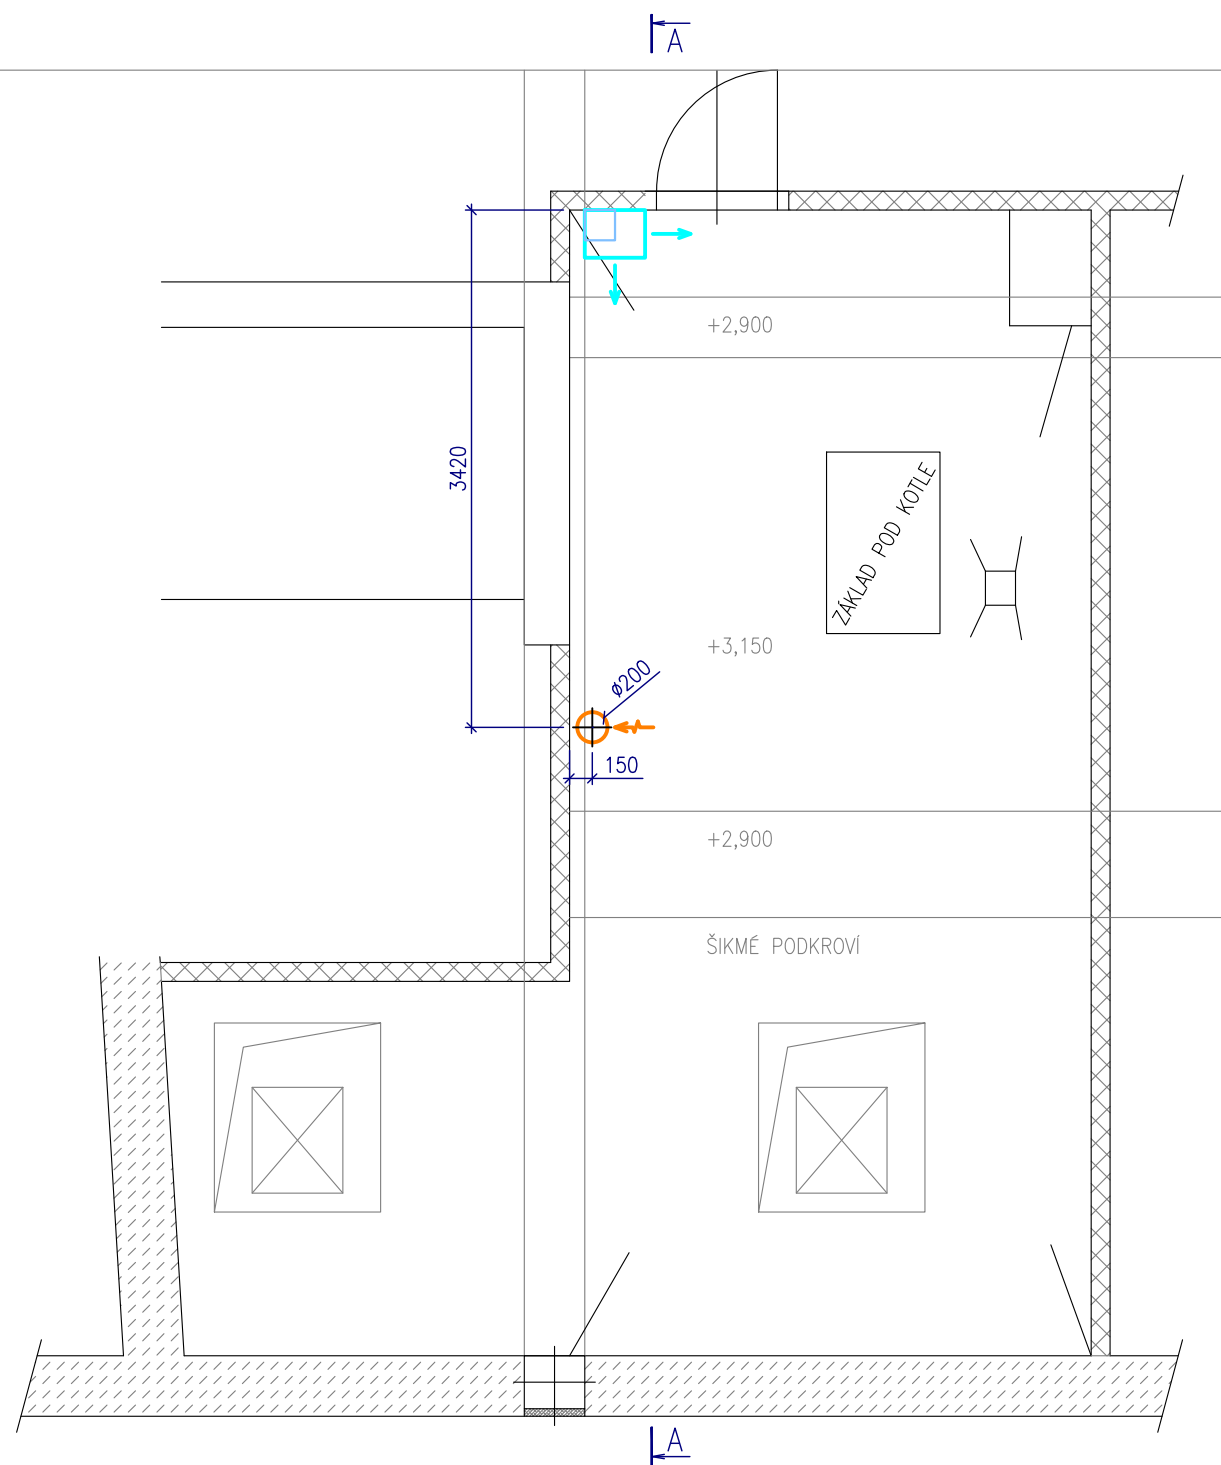 A
+2,900
3420
ZÁKLAD POD KOTLE
+3,150
ø200
150
+2,900
ŠIKMÉ PODKROVÍ
A